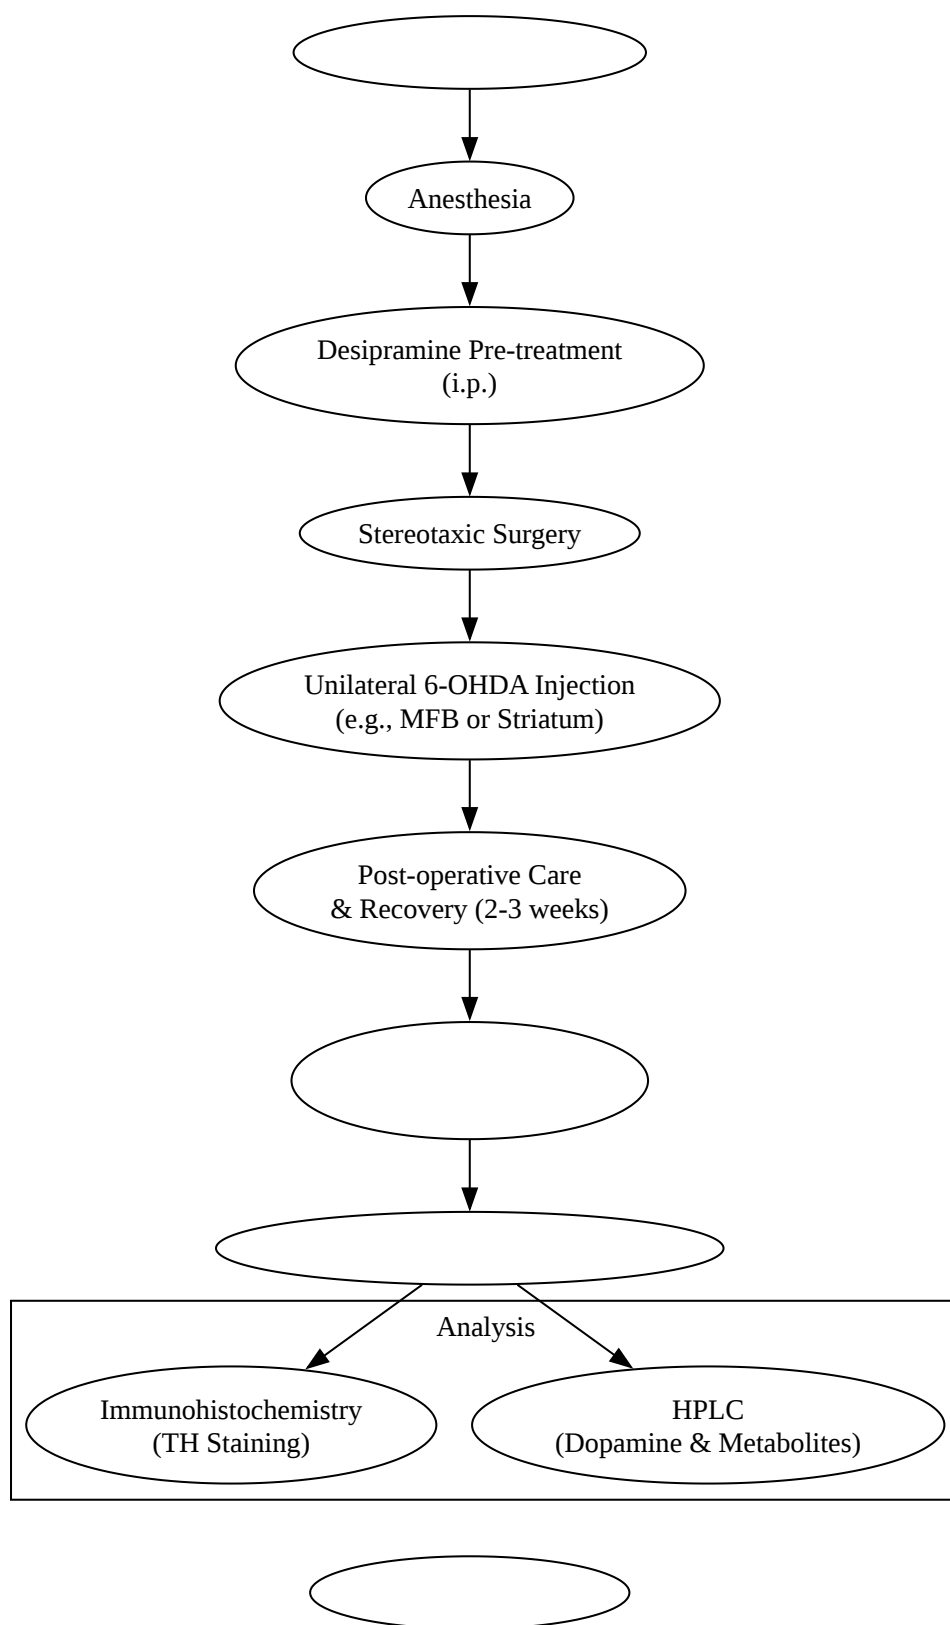 Anesthesia
Desipramine Pre-treatment
(i.p.)
Stereotaxic Surgery
Unilateral 6-OHDA Injection
(e.g., MFB or Striatum)
Post-operative Care
& Recovery (2-3 weeks)
Analysis
Immunohistochemistry
(TH Staining)
HPLC
(Dopamine & Metabolites)